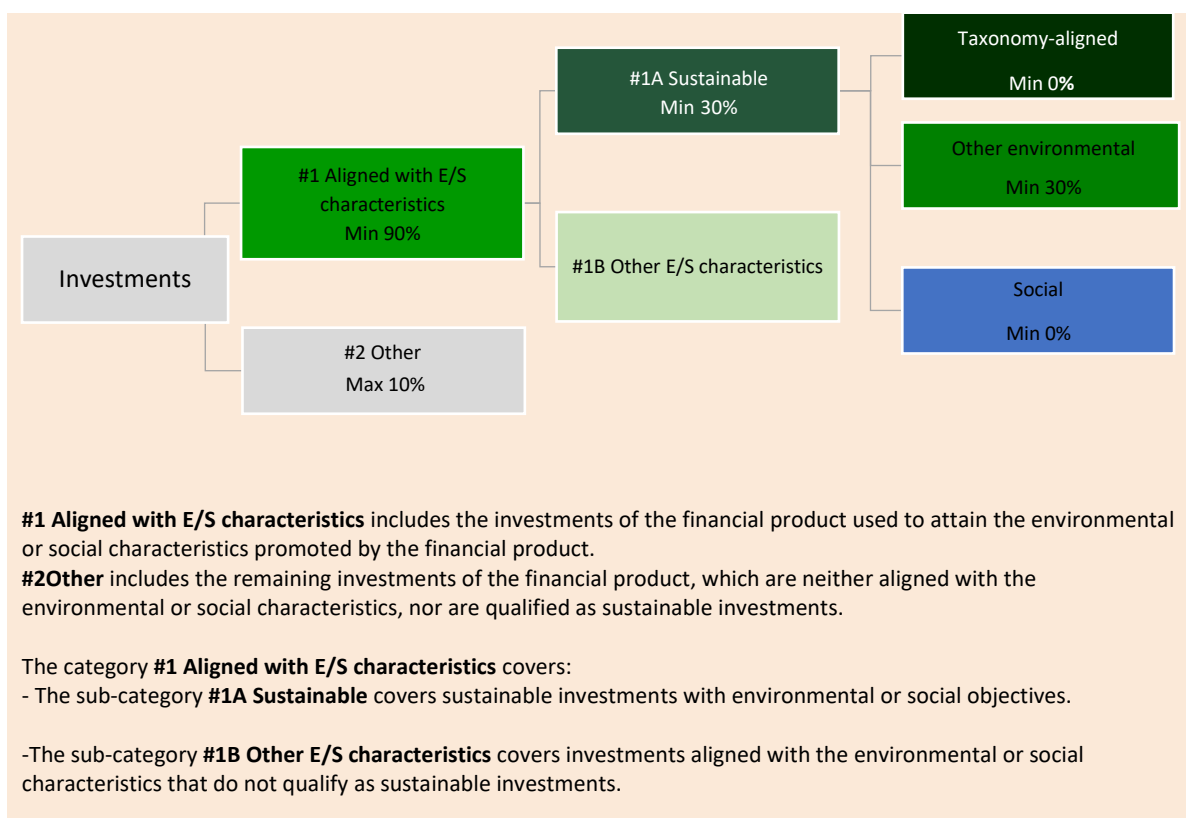 Taxonomy-aligned
Min 0%
#1A Sustainable
Min 30%
Other environmental
Min 30%
#1 Aligned with E/S
characteristics
Min 90%
#1B Other E/S characteristics
Investments
Social
Min 0%
#2 Other
Max 10%
#1 Aligned with E/S characteristics includes the investments of the financial product used to attain the environmental
or social characteristics promoted by the financial product.
#2Other includes the remaining investments of the financial product, which are neither aligned with the
environmental or social characteristics, nor are qualified as sustainable investments.
The category #1 Aligned with E/S characteristics covers:
- The sub-category #1A Sustainable covers sustainable investments with environmental or social objectives.
-The sub-category #1B Other E/S characteristics covers investments aligned with the environmental or social
characteristics that do not qualify as sustainable investments.